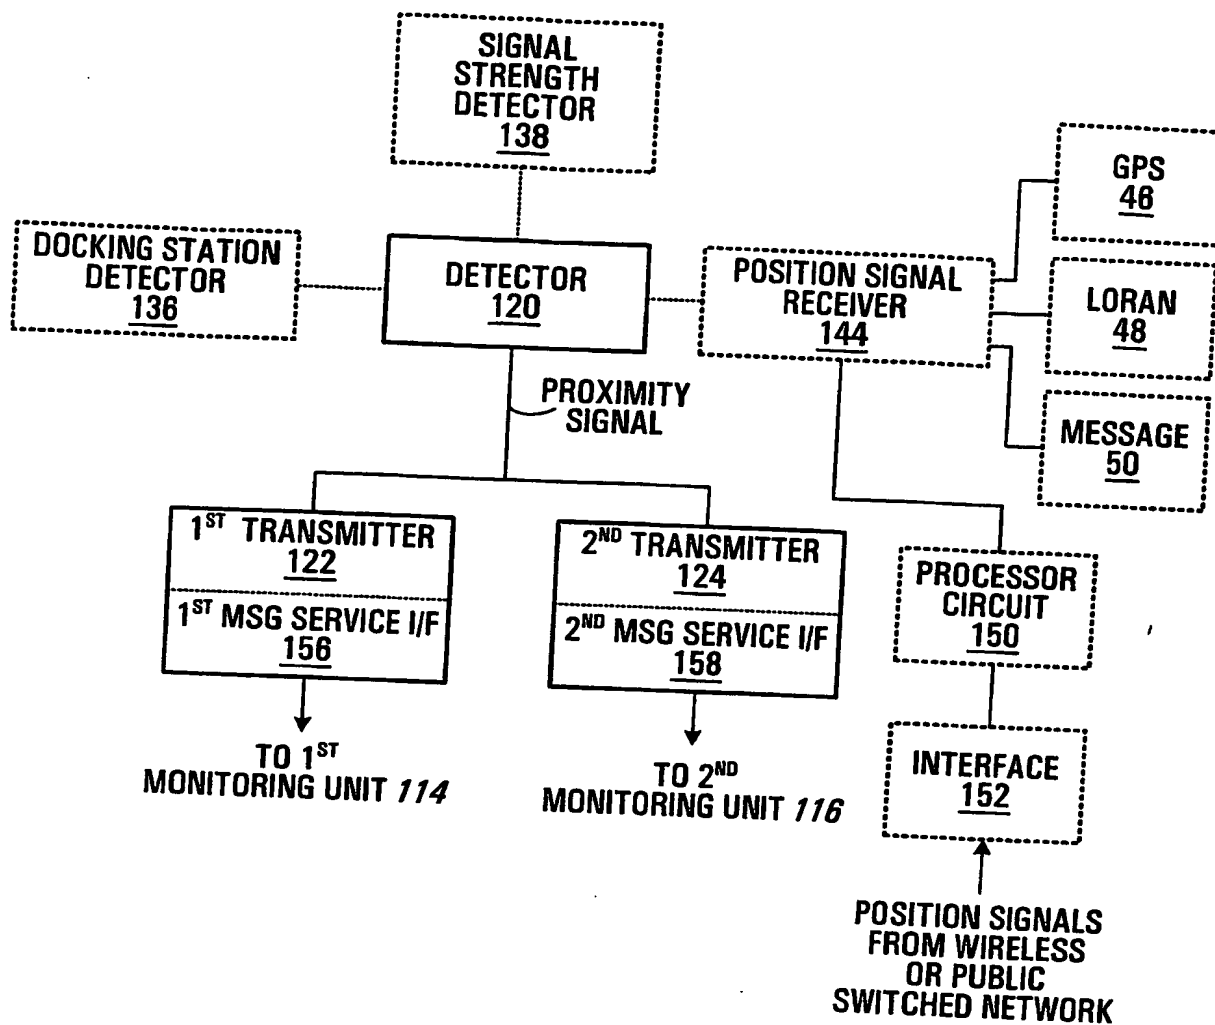 SIGNAL
STRENGTH
DETECTOR
138
GPS
46
DOCKING STATION
DETECTOR
136
DETECTOR
120
POSITION SIGNAL
RECEIVER
144
LORAN
48
PROXIMITY
SIGNAL
MESSAGE
50
1ST TRANSMITTER
122
1ST MSG SERVICE I/F
156
2ND TRANSMITTER
124
2ND MSG SERVICE I/F
158
PROCESSOR
CIRCUIT
150
TO 1ST
MONITORING UNIT 114
TO 2ND
MONITORING UNIT 116
INTERFACE
152
POSITION SIGNALS
FROM WIRELESS
OR PUBLIC
SWITCHED NETWORK